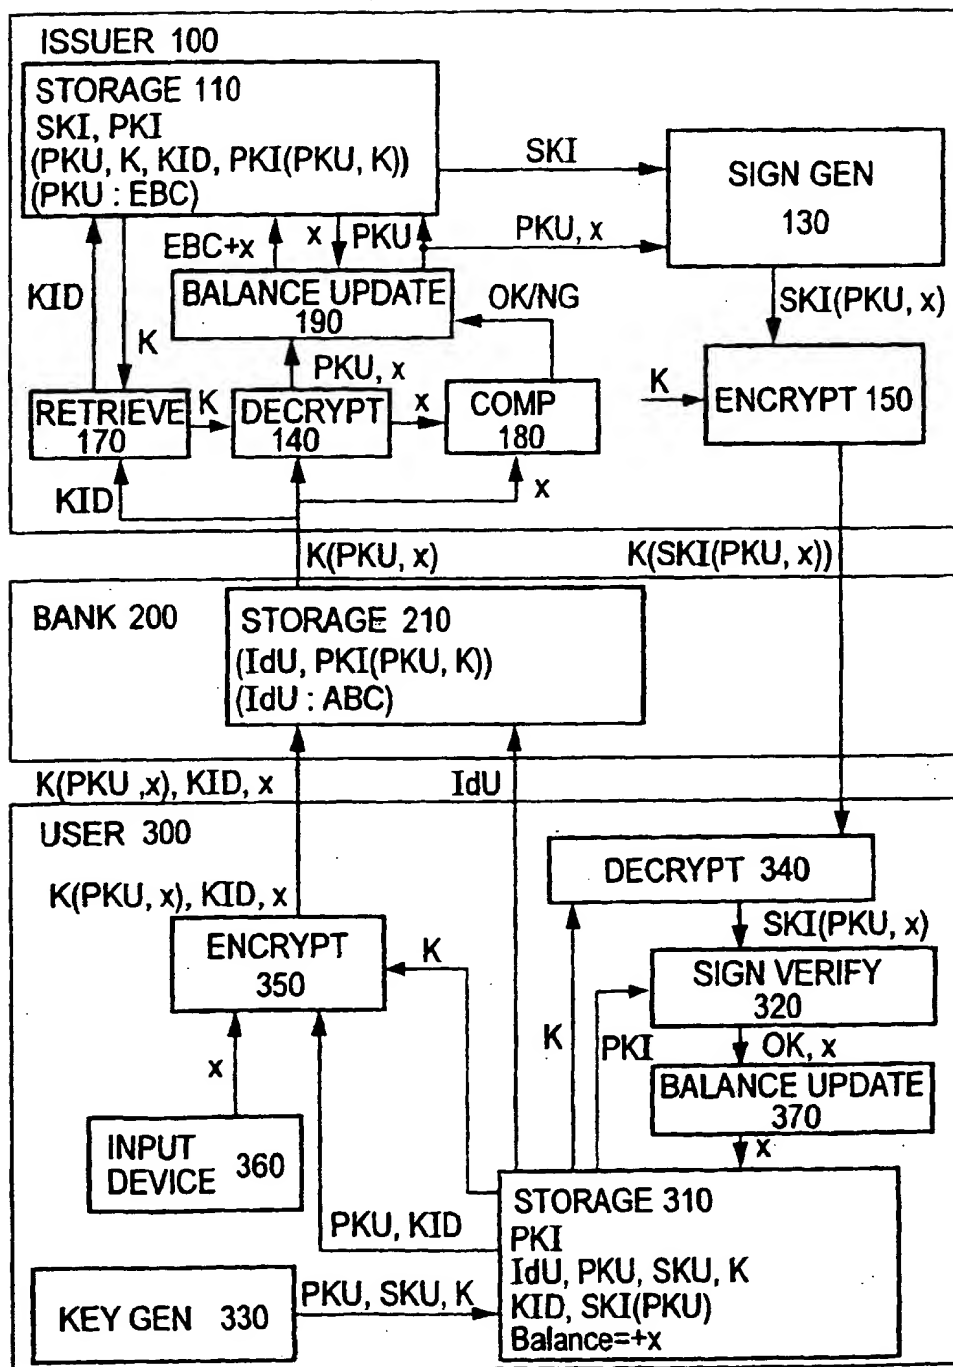 ISSUER 100
STORAGE 110
SKI, PKI
(PKU, K, KID, PKI(PKU, K))
(PKU : EBC)
SKI
SIGN GEN
130
PKU, x
EBC+x
x
PKU
KID
K
BALANCE UPDATE
190
OK/NG
SKI(PKU, x)
PKU, x
RETRIEVE
170
K
DECRYPT
140
x
COMP
180
K
ENCRYPT 150
KID
x
K(PKU, x)
K(SKI(PKU, x))
BANK 200
STORAGE 210
(IdU, PKI(PKU, K))
(IdU : ABC)
K(PKU ,x), KID, x
IdU
USER 300
K(PKU, x), KID, x
DECRYPT 340
SKI(PKU, x)
ENCRYPT
350
K
SIGN VERIFY
320
K
PKI
OK, x
x
BALANCE UPDATE
370
x
INPUT
DEVICE 360
PKU, KID
STORAGE 310
PKI
IdU, PKU, SKU, K
KID, SKI(PKU)
Balance=+x
KEY GEN 330
PKU, SKU, K